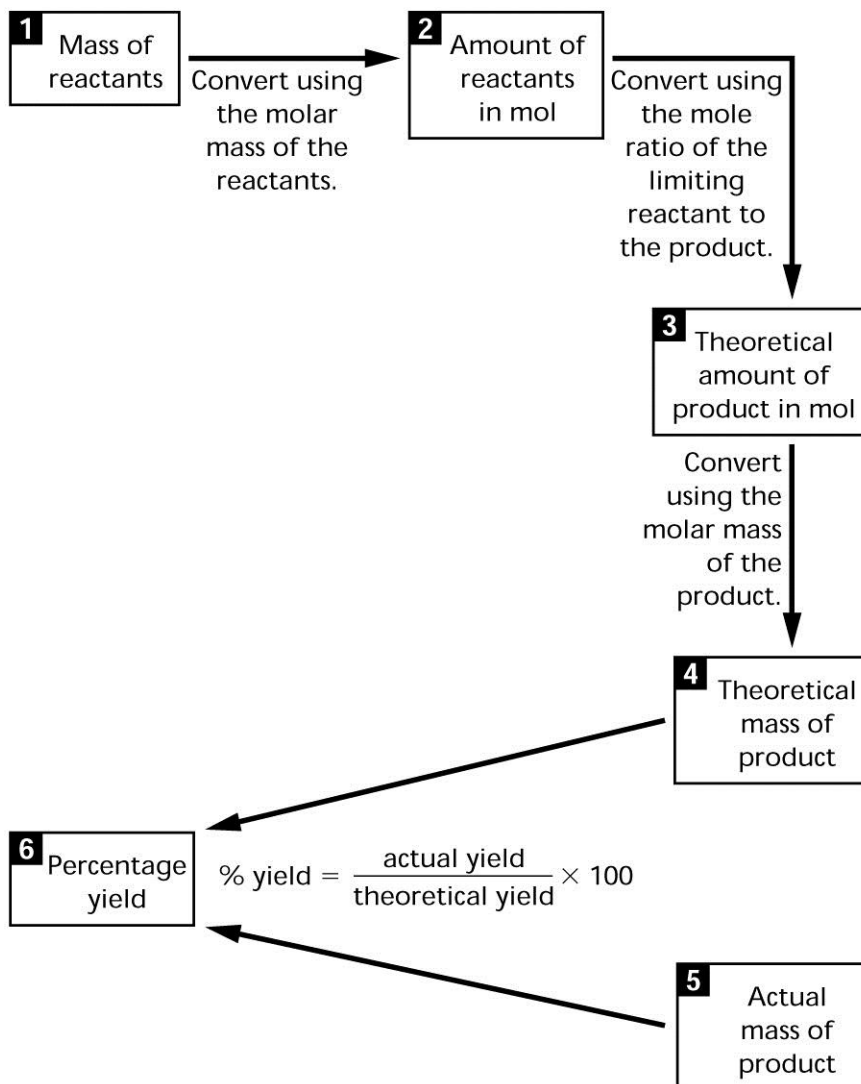 1
Mass of
reactants
Convert using
the molar
mass of the
reactants.
2
Amount of
reactants
in mol
Convert using
the mole
ratio of the
limiting
reactant to
the product.
3
Theoretical
amount of
product in mol
Convert
using the
molar mass
of the
product.
4
Theoretical
mass of
product
6
Percentage
yield
% yield = actual yield / theoretical yield × 100
5
Actual
mass of
product